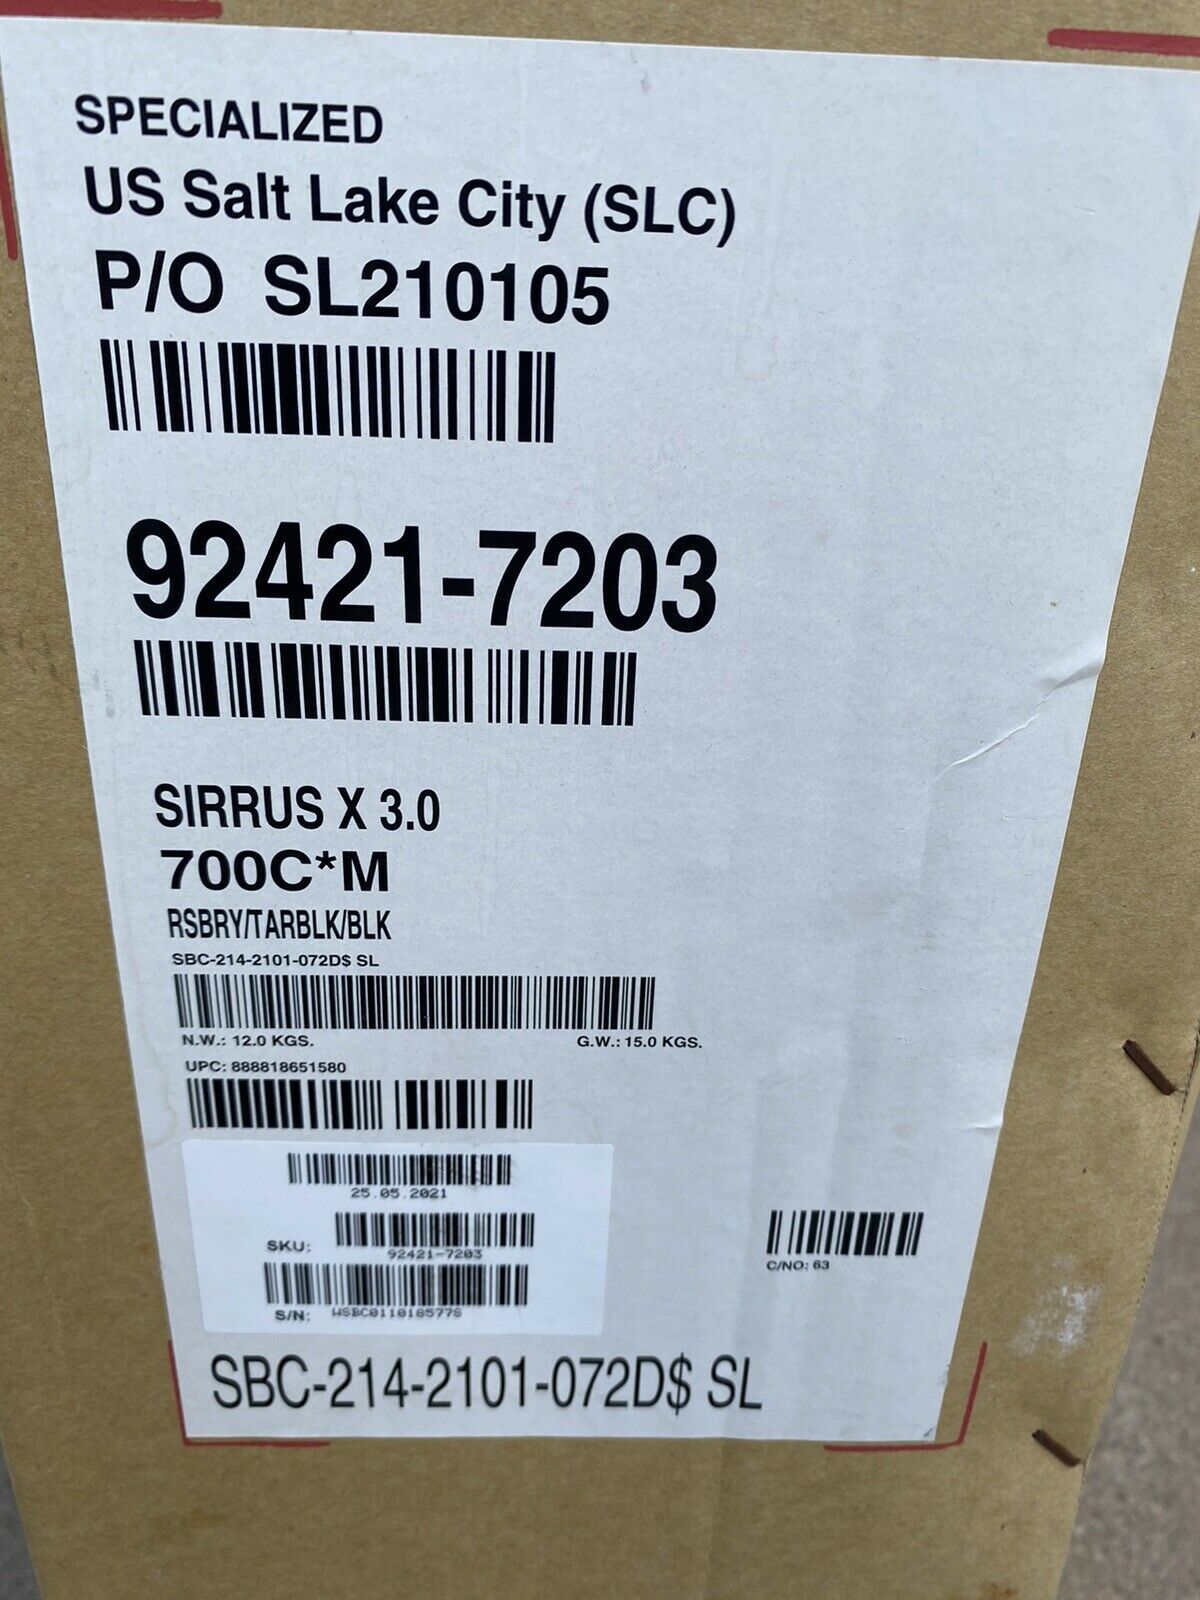 SPECIALIZED
US Salt Lake City (SLC)
P/O SL210105
92421-7203
SIRRUS X 3.0
700C*M
RSBRY/TARBLK/BLK
SBC-214-2101-072D$ SL
N.W.: 12.0 KGS. G.W.: 15.0 KGS.
UPC: 888818651580
25.05.2021
SKU: 92421-7203
S/N: WSBC011018577S
C/NO: 63
SBC-214-2101-072D$ SL